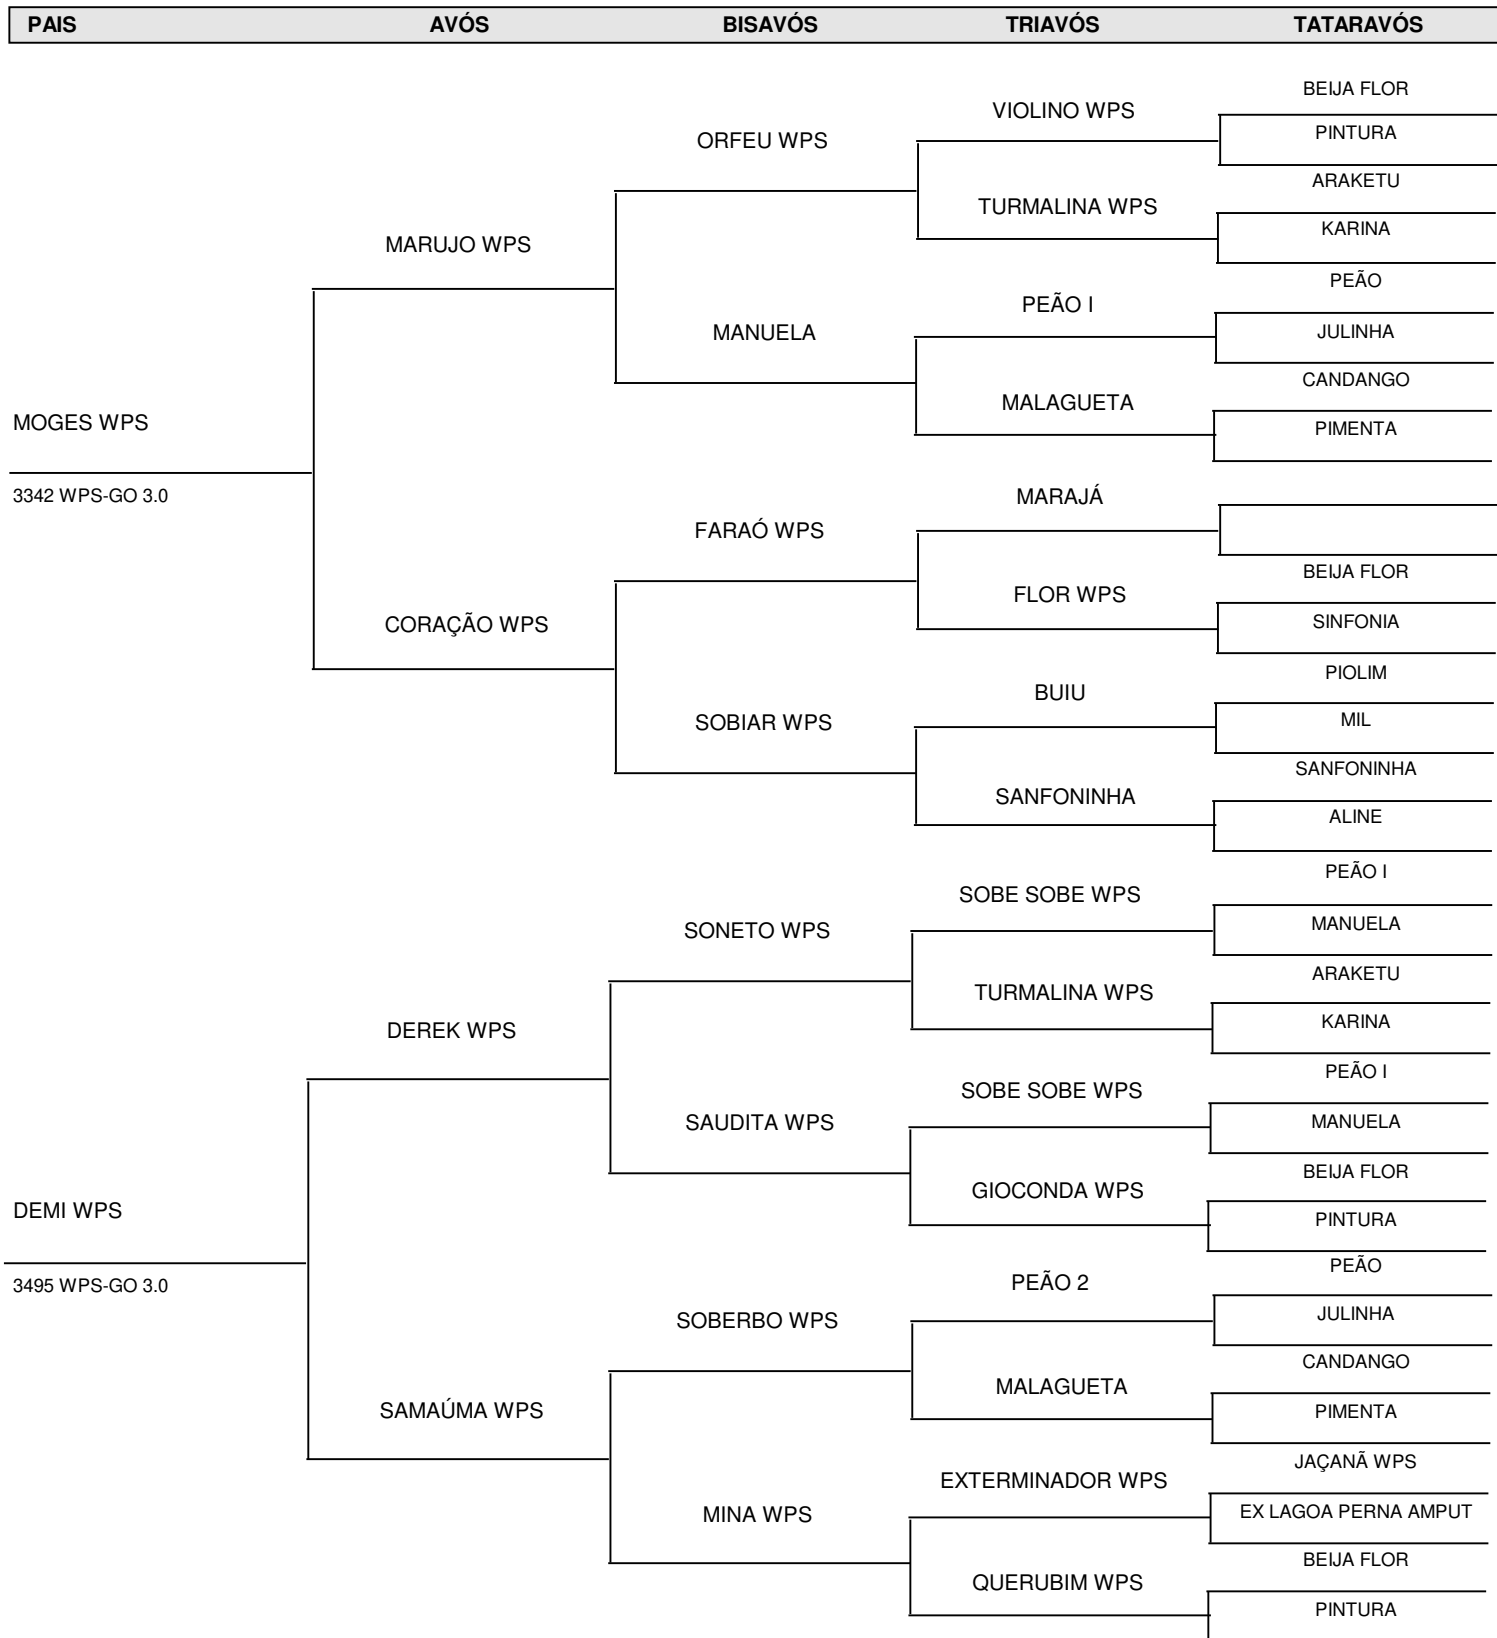 PAIS AVÓS BISAVÓS TRIAVÓS TATARAVÓS
BEIJA FLOR
VIOLINO WPS
PINTURA
ORFEU WPS
ARAKETU
TURMALINA WPS
KARINA
MARUJO WPS
PEÃO
PEÃO I
JULINHA
MANUELA
CANDANGO
MALAGUETA
PIMENTA
MOGES WPS
3342 WPS-GO 3.0
MARAJÁ
FARAÓ WPS
BEIJA FLOR
FLOR WPS
SINFONIA
CORAÇÃO WPS
PIOLIM
BUIU
MIL
SOBIAR WPS
SANFONINHA
SANFONINHA
ALINE
PEÃO I
SOBE SOBE WPS
MANUELA
SONETO WPS
ARAKETU
TURMALINA WPS
KARINA
DEREK WPS
PEÃO I
SOBE SOBE WPS
MANUELA
SAUDITA WPS
BEIJA FLOR
GIOCONDA WPS
PINTURA
DEMI WPS
3495 WPS-GO 3.0
PEÃO
PEÃO 2
JULINHA
SOBERBO WPS
CANDANGO
MALAGUETA
PIMENTA
SAMAÚMA WPS
JAÇANÃ WPS
EXTERMINADOR WPS
EX LAGOA PERNA AMPUT
MINA WPS
BEIJA FLOR
QUERUBIM WPS
PINTURA